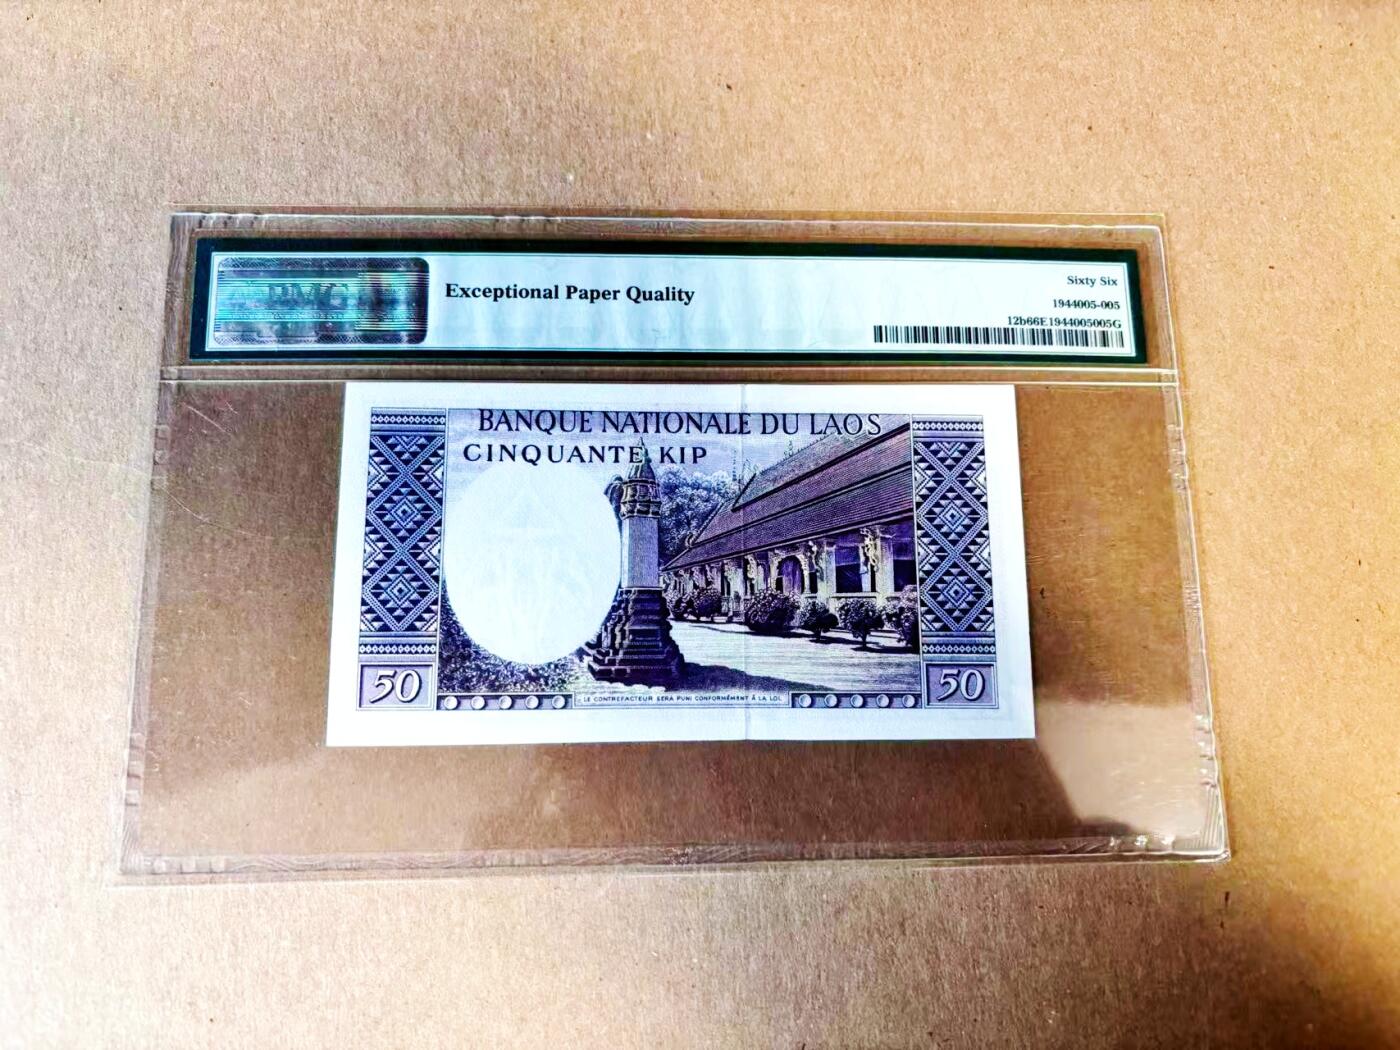 PMG
Exceptional Paper Quality
Sixty Six
1944005-005
12b66E1944005005G
BANQUE NATIONALE DU LAOS
CINQUANTE KIP
50
LE CONTREFACTEUR SERA PUNI CONFORMÉMENT À LA LOI.
50